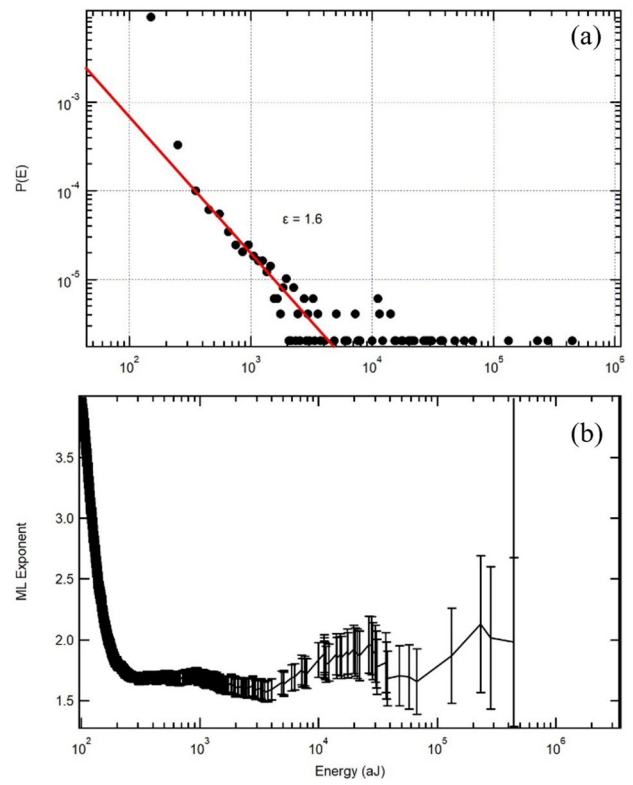 (a)
P(E)
10⁻³
10⁻⁴
10⁻⁵
ε = 1.6
10² 10³ 10⁴ 10⁵ 10⁶
(b)
ML Exponent
3.5
3.0
2.5
2.0
1.5
10² 10³ 10⁴ 10⁵ 10⁶
Energy (aJ)